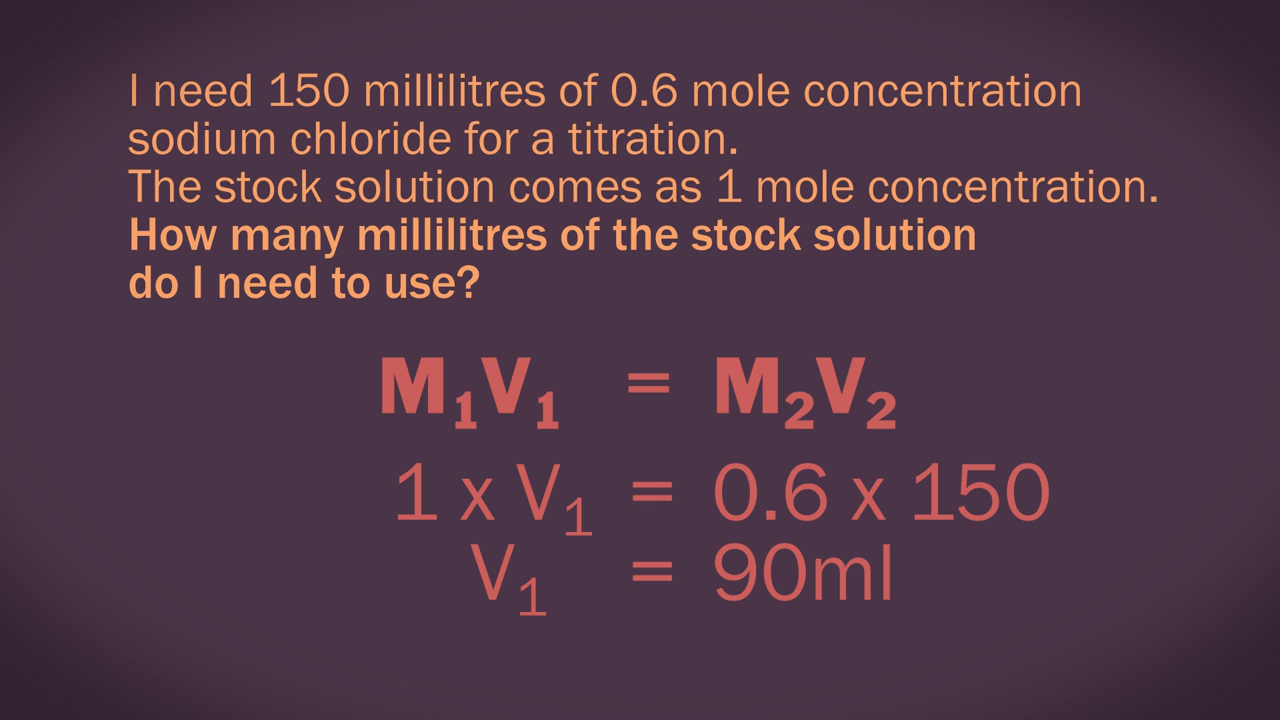 I need 150 millilitres of 0.6 mole concentration
sodium chloride for a titration.
The stock solution comes as 1 mole concentration.
How many millilitres of the stock solution
do I need to use?
M₁V₁ = M₂V₂
1 x V₁ = 0.6 x 150
V₁ = 90ml